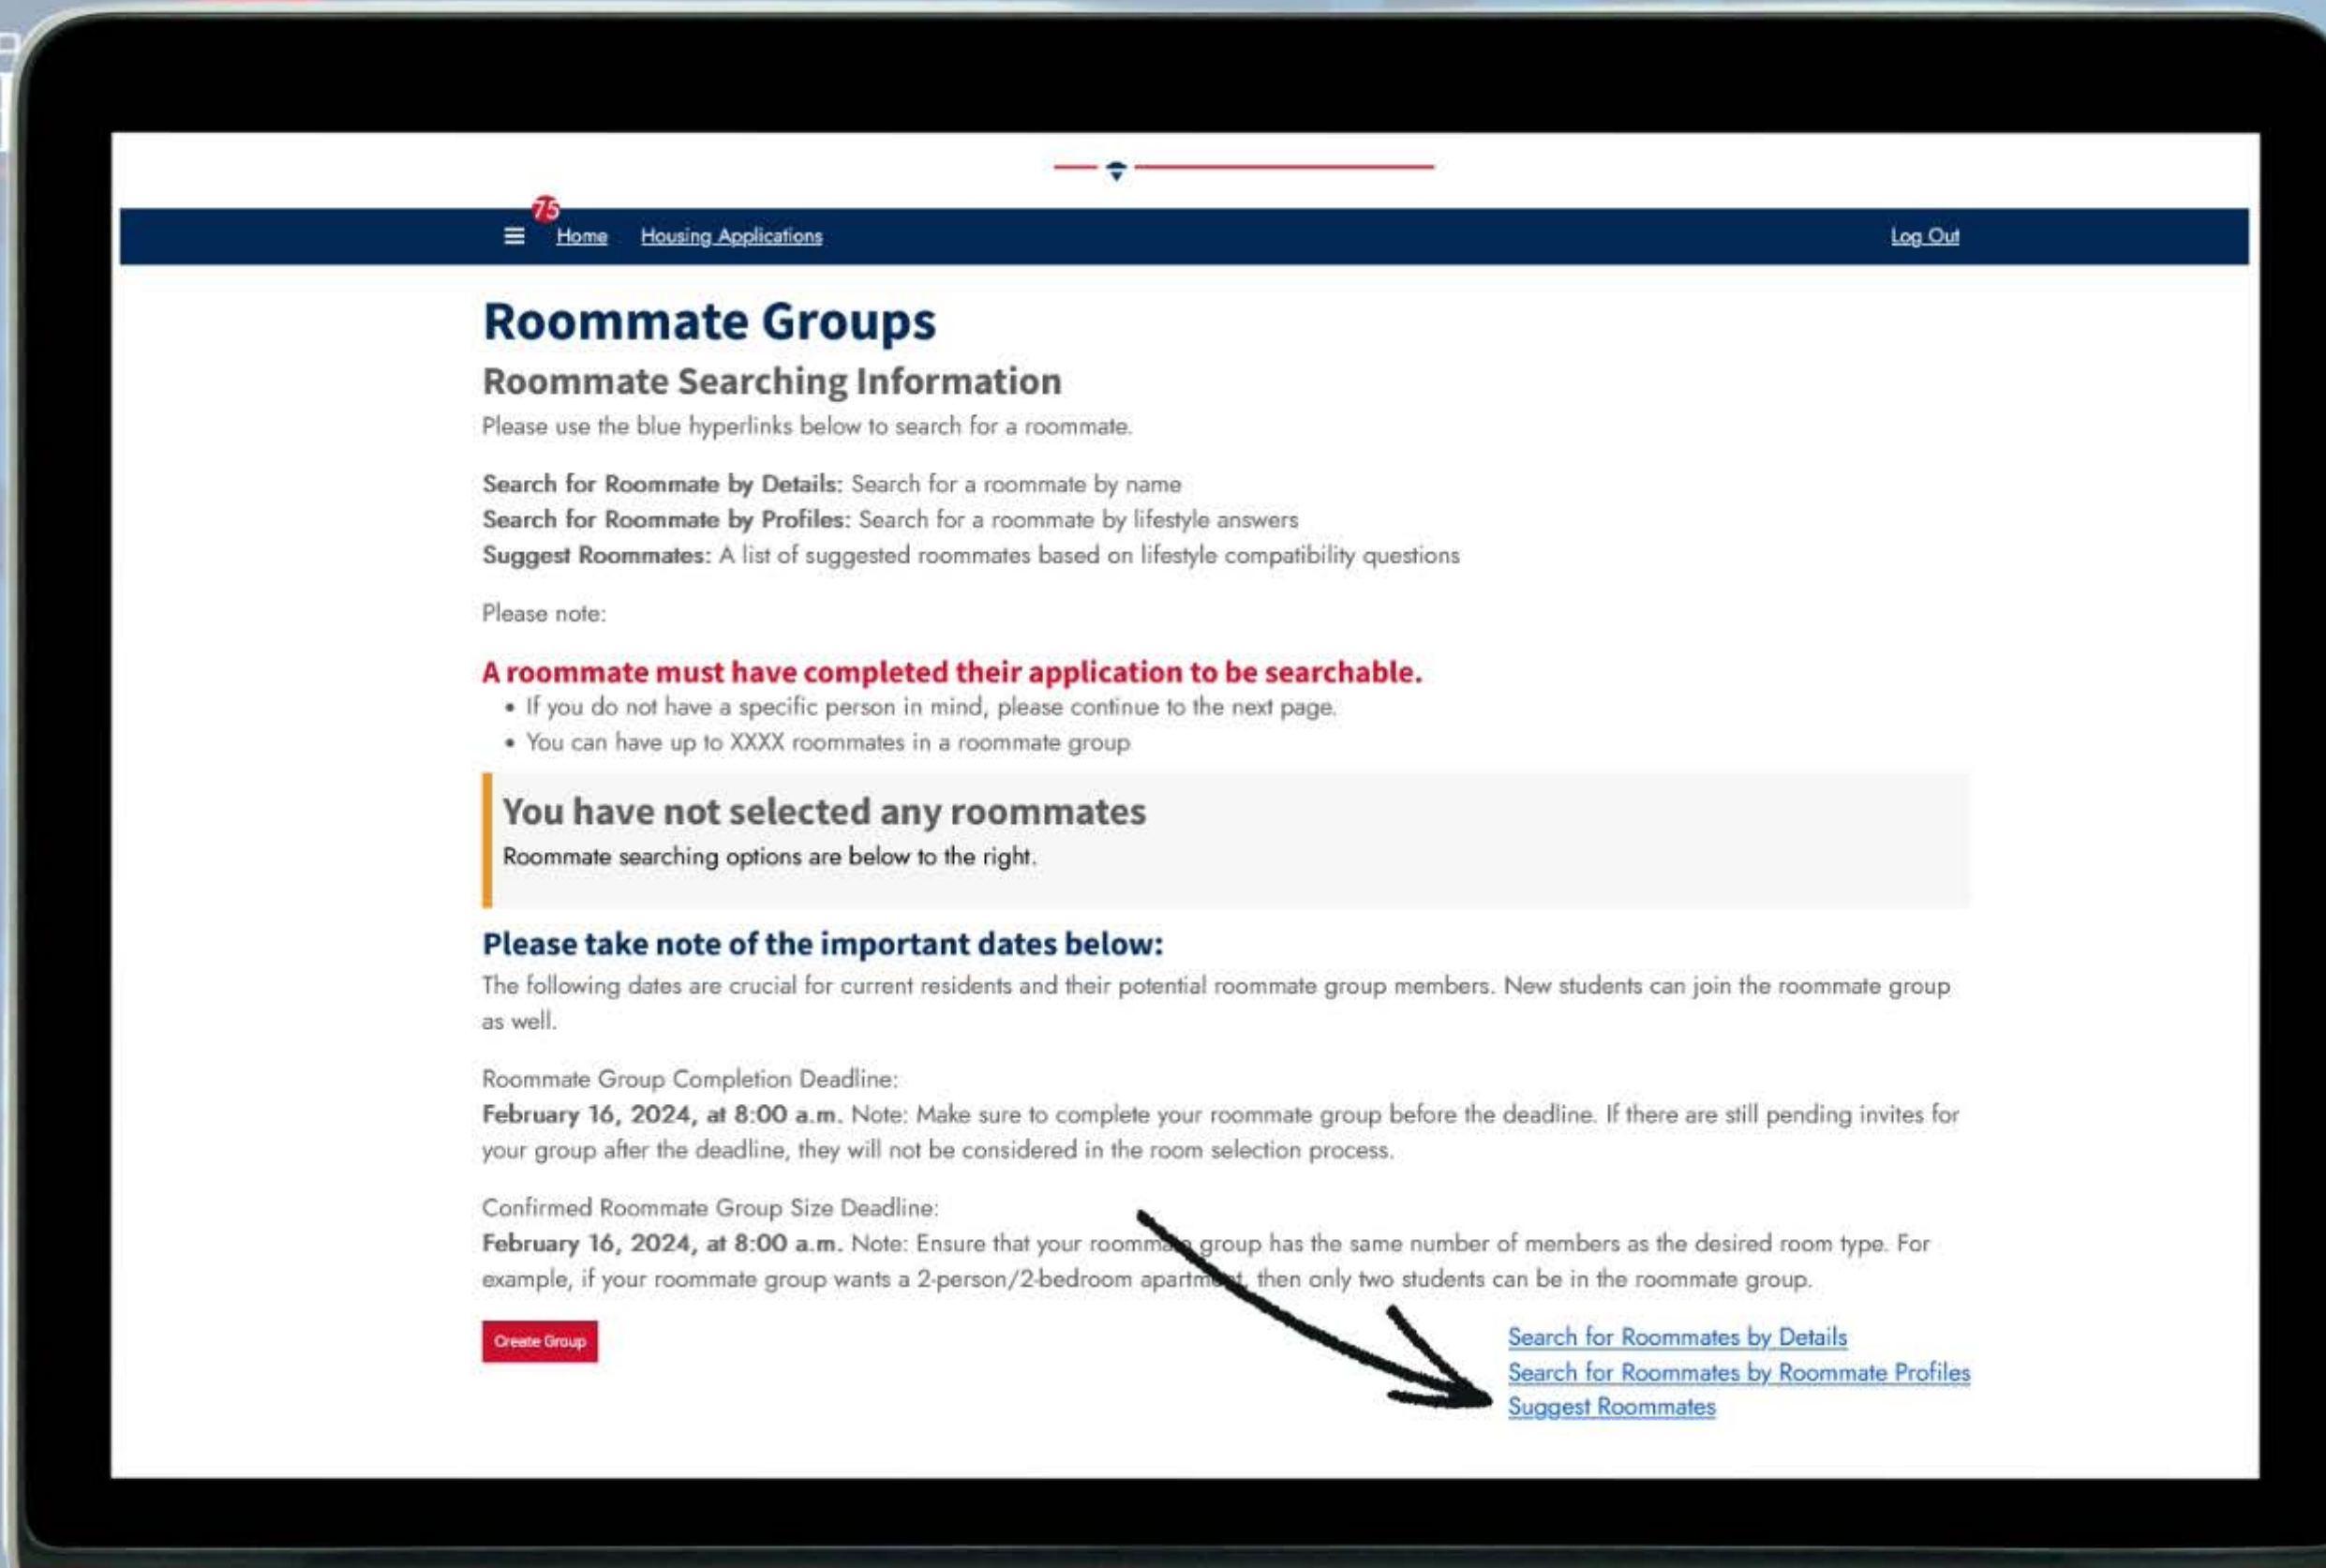 75
Home Housing Applications Log Out
Roommate Groups
Roommate Searching Information
Please use the blue hyperlinks below to search for a roommate.
Search for Roommate by Details: Search for a roommate by name
Search for Roommate by Profiles: Search for a roommate by lifestyle answers
Suggest Roommates: A list of suggested roommates based on lifestyle compatibility questions
Please note:
A roommate must have completed their application to be searchable.
• If you do not have a specific person in mind, please continue to the next page.
• You can have up to XXXX roommates in a roommate group
You have not selected any roommates
Roommate searching options are below to the right.
Please take note of the important dates below:
The following dates are crucial for current residents and their potential roommate group members. New students can join the roommate group
as well.
Roommate Group Completion Deadline:
February 16, 2024, at 8:00 a.m. Note: Make sure to complete your roommate group before the deadline. If there are still pending invites for
your group after the deadline, they will not be considered in the room selection process.
Confirmed Roommate Group Size Deadline:
February 16, 2024, at 8:00 a.m. Note: Ensure that your roommate group has the same number of members as the desired room type. For
example, if your roommate group wants a 2-person/2-bedroom apartment, then only two students can be in the roommate group.
Create Group
Search for Roommates by Details
Search for Roommates by Roommate Profiles
Suggest Roommates